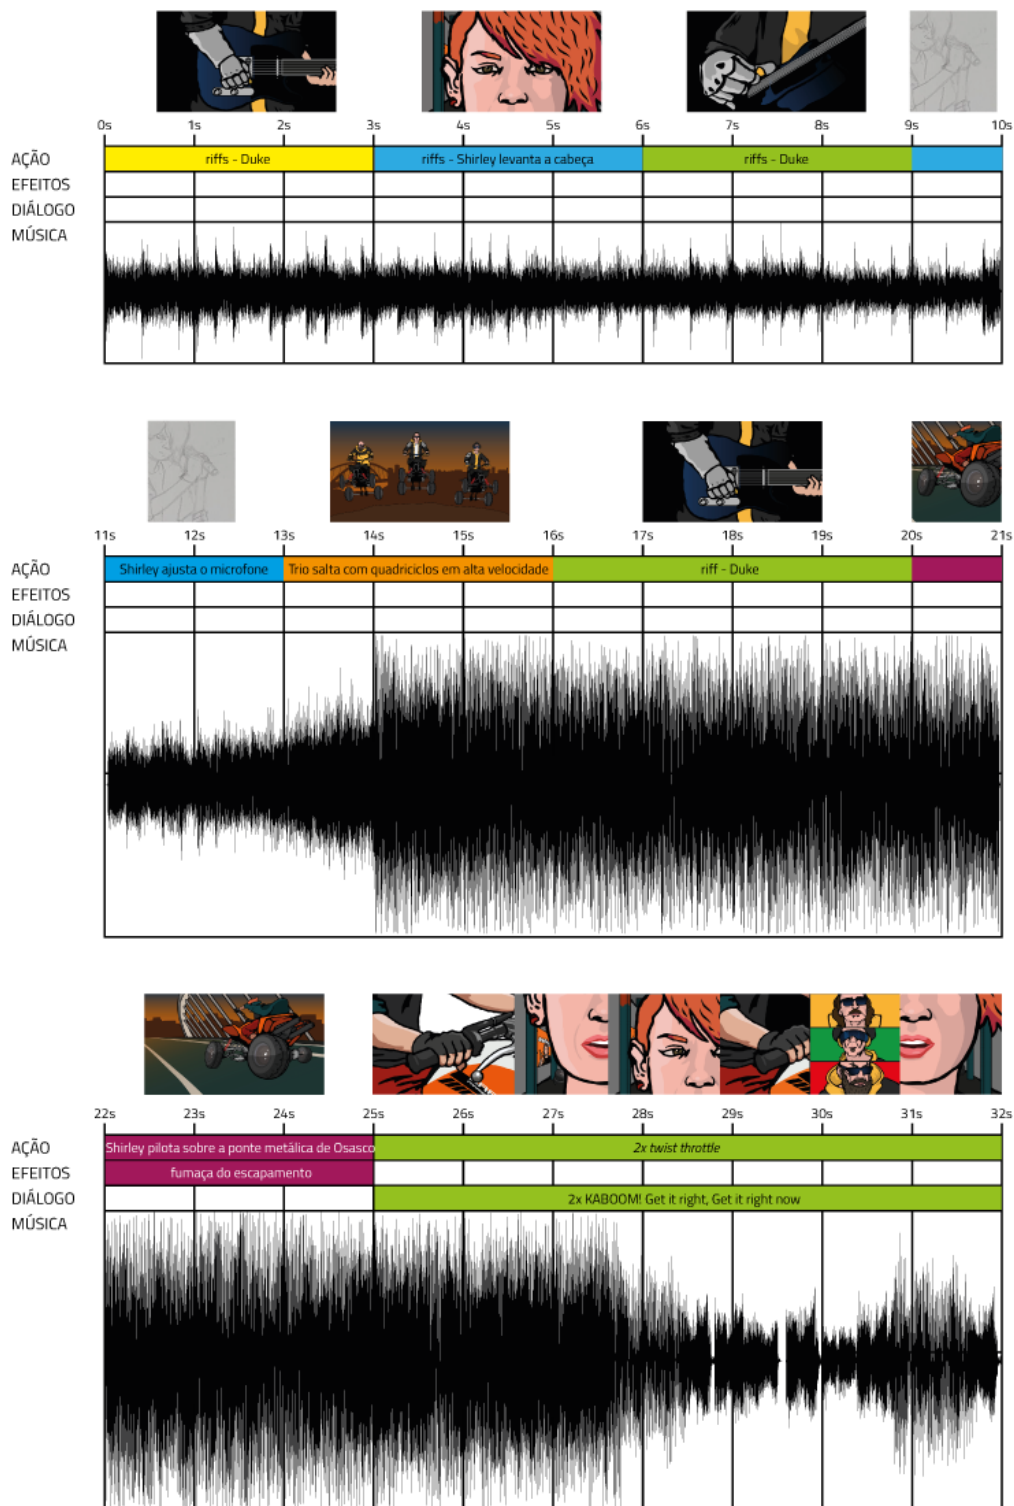 0s 1s 2s 3s 4s 5s 6s 7s 8s 9s 10s
AÇÃO riffs - Duke riffs - Shirley levanta a cabeça riffs - Duke
EFEITOS
DIÁLOGO
MÚSICA
11s 12s 13s 14s 15s 16s 17s 18s 19s 20s 21s
AÇÃO Shirley ajusta o microfone Trio salta com quadriciclos em alta velocidade riff - Duke
EFEITOS
DIÁLOGO
MÚSICA
22s 23s 24s 25s 26s 27s 28s 29s 30s 31s 32s
AÇÃO Shirley pilota sobre a ponte metálica de Osasco 2x twist throttle
EFEITOS fumaça do escapamento
DIÁLOGO 2x KABOOM! Get it right, Get it right now
MÚSICA